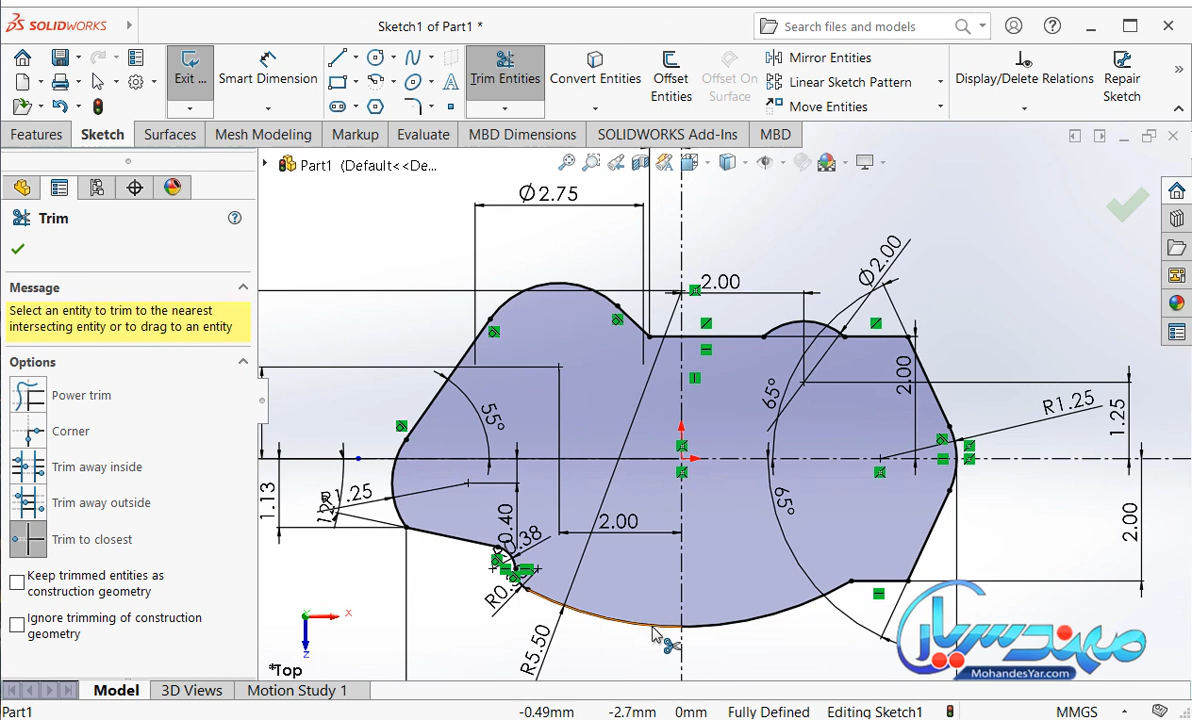 SOLIDWORKS
Sketch1 of Part1 *
Search files and models
Exit ...
Smart Dimension
Trim Entities
Convert Entities
Offset Entities
Offset On Surface
Mirror Entities
Linear Sketch Pattern
Move Entities
Display/Delete Relations
Repair Sketch
Features
Sketch
Surfaces
Mesh Modeling
Markup
Evaluate
MBD Dimensions
SOLIDWORKS Add-Ins
MBD
Part1 (Default<<De...
Trim
Message
Select an entity to trim to the nearest
intersecting entity or to drag to an entity
Options
Power trim
Corner
Trim away inside
Trim away outside
Trim to closest
Keep trimmed entities as
construction geometry
Ignore trimming of construction
geometry
Ø2.75
2.00
Ø2.00
55°
65°
2.00
R1.25
1.25
1.13
2.00
65°
2.00
R5.50
x
z
*Top
مهندسیار
MohandesYar.com
Model
3D Views
Motion Study 1
Part1
-0.49mm
-2.7mm
0mm
Fully Defined
Editing Sketch1
MMGS